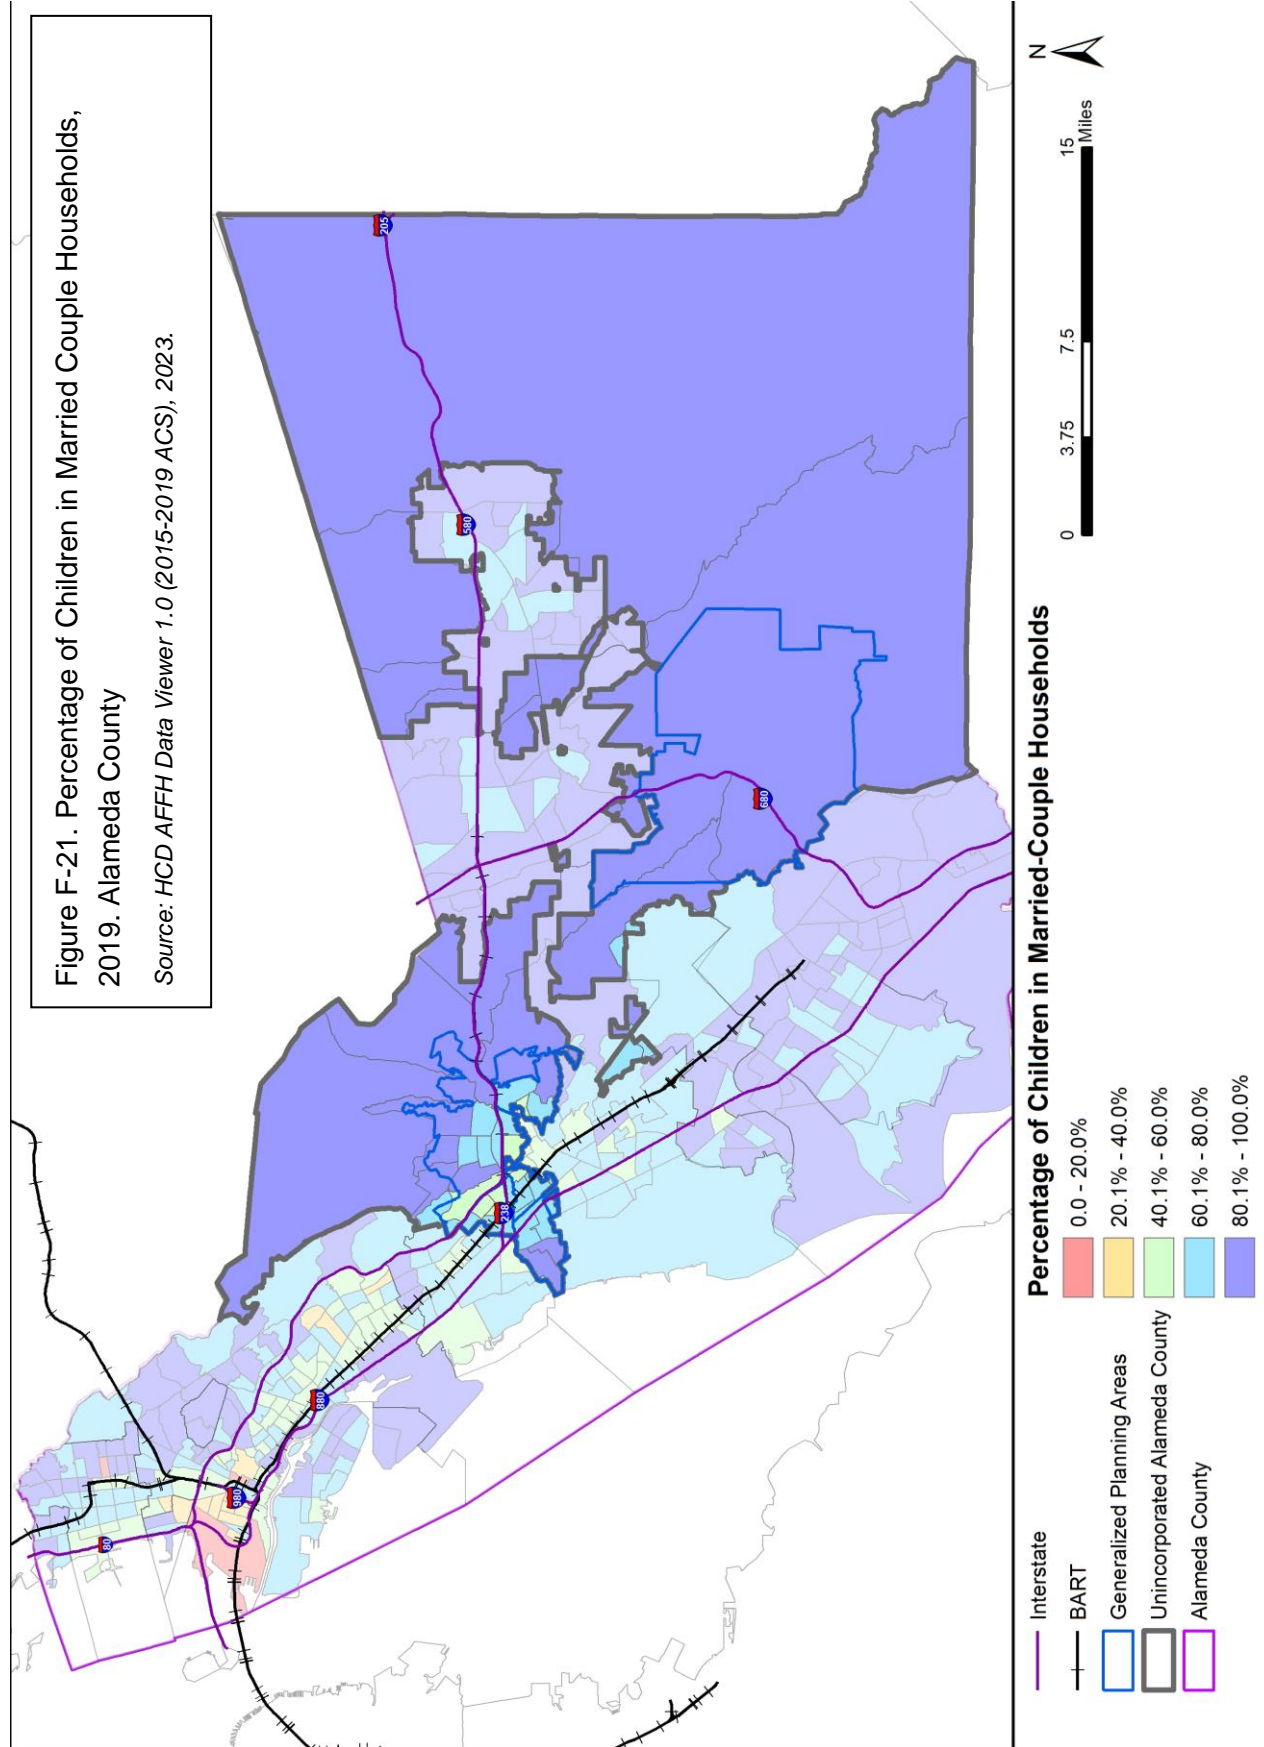 Figure F-21. Percentage of Children in Married Couple Households,
2019. Alameda County
Source: HCD AFFH Data Viewer 1.0 (2015-2019 ACS), 2023.
80
980
880
238
580
205
680
Percentage of Children in Married-Couple Households
Interstate
BART
Generalized Planning Areas
Unincorporated Alameda County
Alameda County
0.0 - 20.0%
20.1% - 40.0%
40.1% - 60.0%
60.1% - 80.0%
80.1% - 100.0%
0 3.75 7.5 15
Miles
N